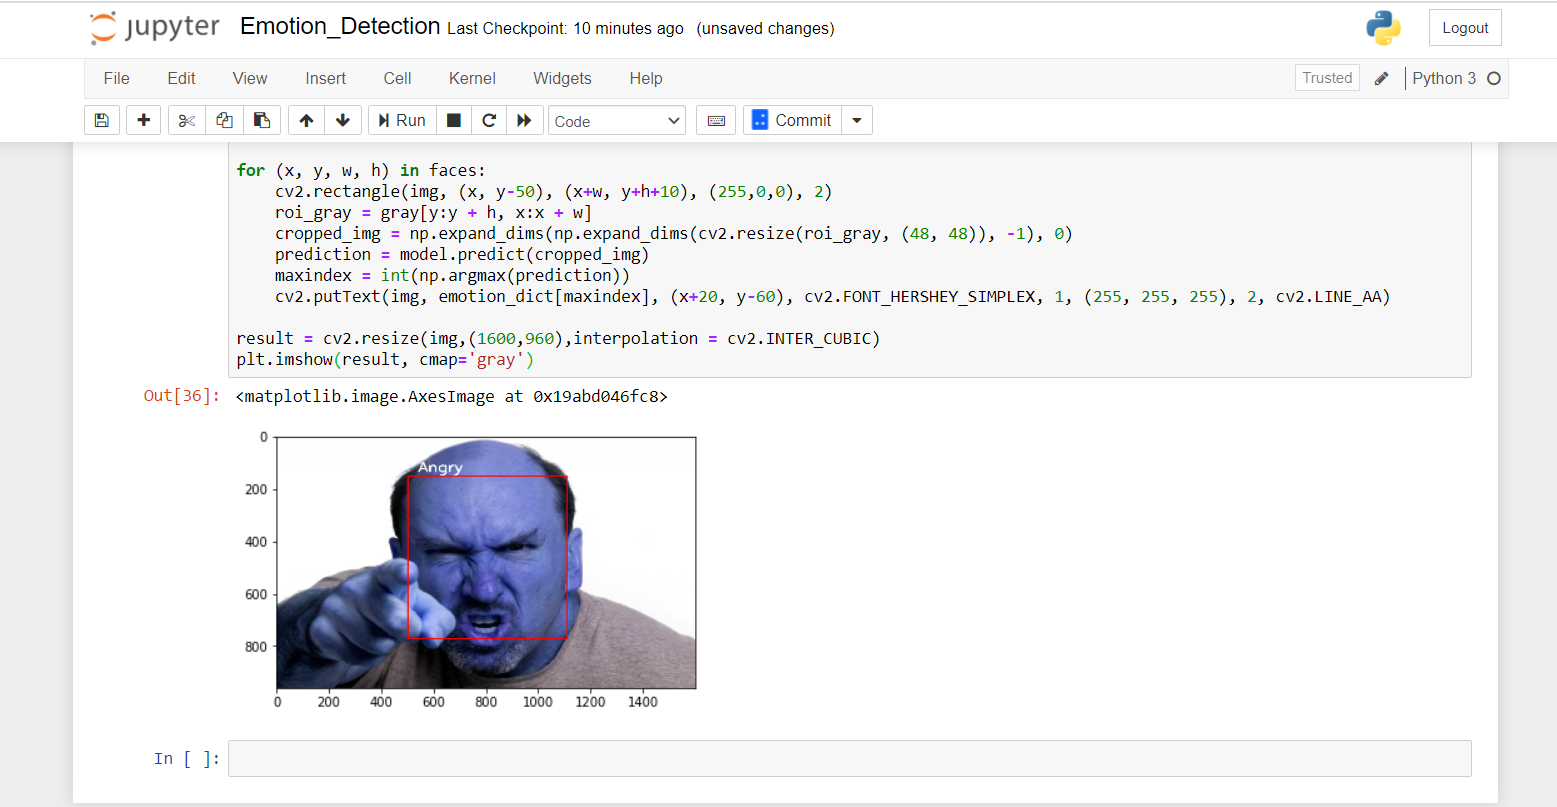 jupyter Emotion_Detection Last Checkpoint: 10 minutes ago (unsaved changes) Logout
File Edit View Insert Cell Kernel Widgets Help Trusted Python 3
Run Code Commit
for (x, y, w, h) in faces:
    cv2.rectangle(img, (x, y-50), (x+w, y+h+10), (255,0,0), 2)
    roi_gray = gray[y:y + h, x:x + w]
    cropped_img = np.expand_dims(np.expand_dims(cv2.resize(roi_gray, (48, 48)), -1), 0)
    prediction = model.predict(cropped_img)
    maxindex = int(np.argmax(prediction))
    cv2.putText(img, emotion_dict[maxindex], (x+20, y-60), cv2.FONT_HERSHEY_SIMPLEX, 1, (255, 255, 255), 2, cv2.LINE_AA)
result = cv2.resize(img,(1600,960),interpolation = cv2.INTER_CUBIC)
plt.imshow(result, cmap='gray')
Out[36]: <matplotlib.image.AxesImage at 0x19abd046fc8>
0
Angry
200
400
600
800
0 200 400 600 800 1000 1200 1400
In [ ]: